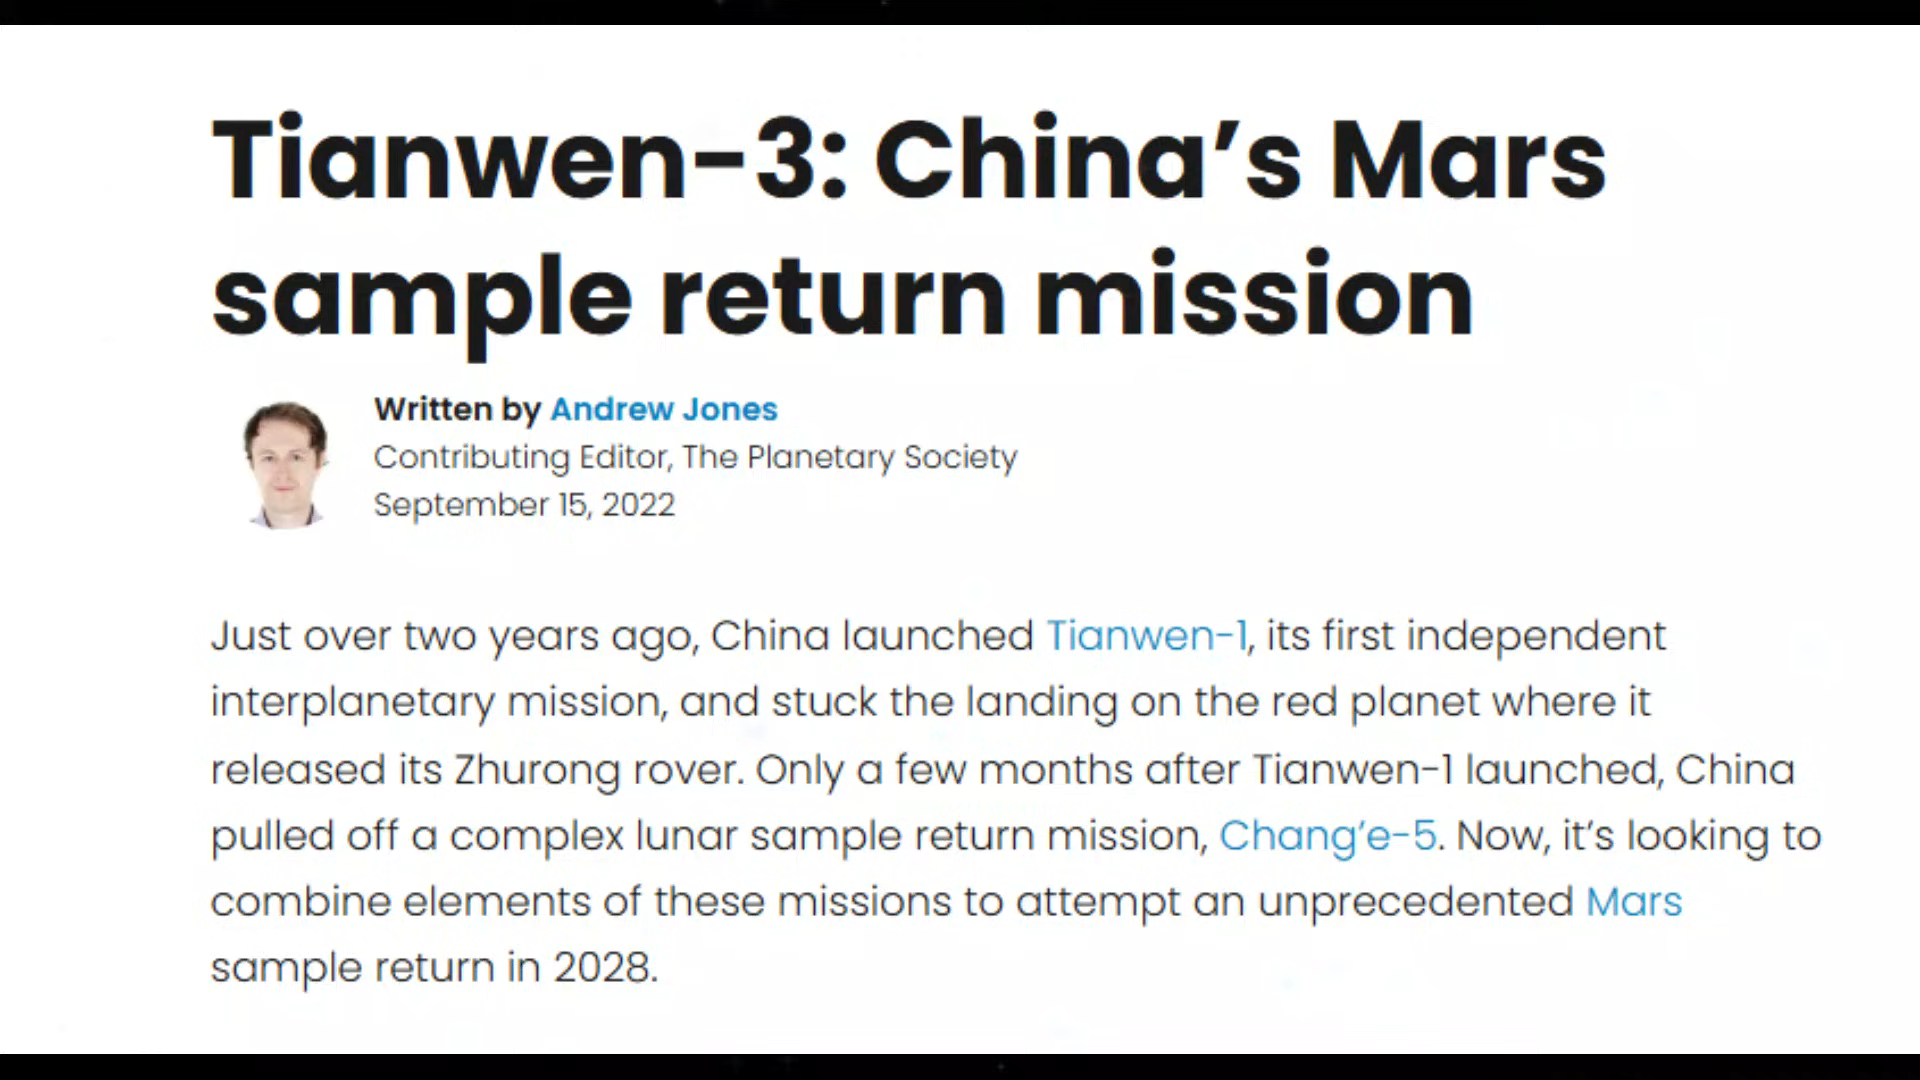 Tianwen-3: China’s Mars
sample return mission
Written by Andrew Jones
Contributing Editor, The Planetary Society
September 15, 2022
Just over two years ago, China launched Tianwen-1, its first independent
interplanetary mission, and stuck the landing on the red planet where it
released its Zhurong rover. Only a few months after Tianwen-1 launched, China
pulled off a complex lunar sample return mission, Chang’e-5. Now, it’s looking to
combine elements of these missions to attempt an unprecedented Mars
sample return in 2028.